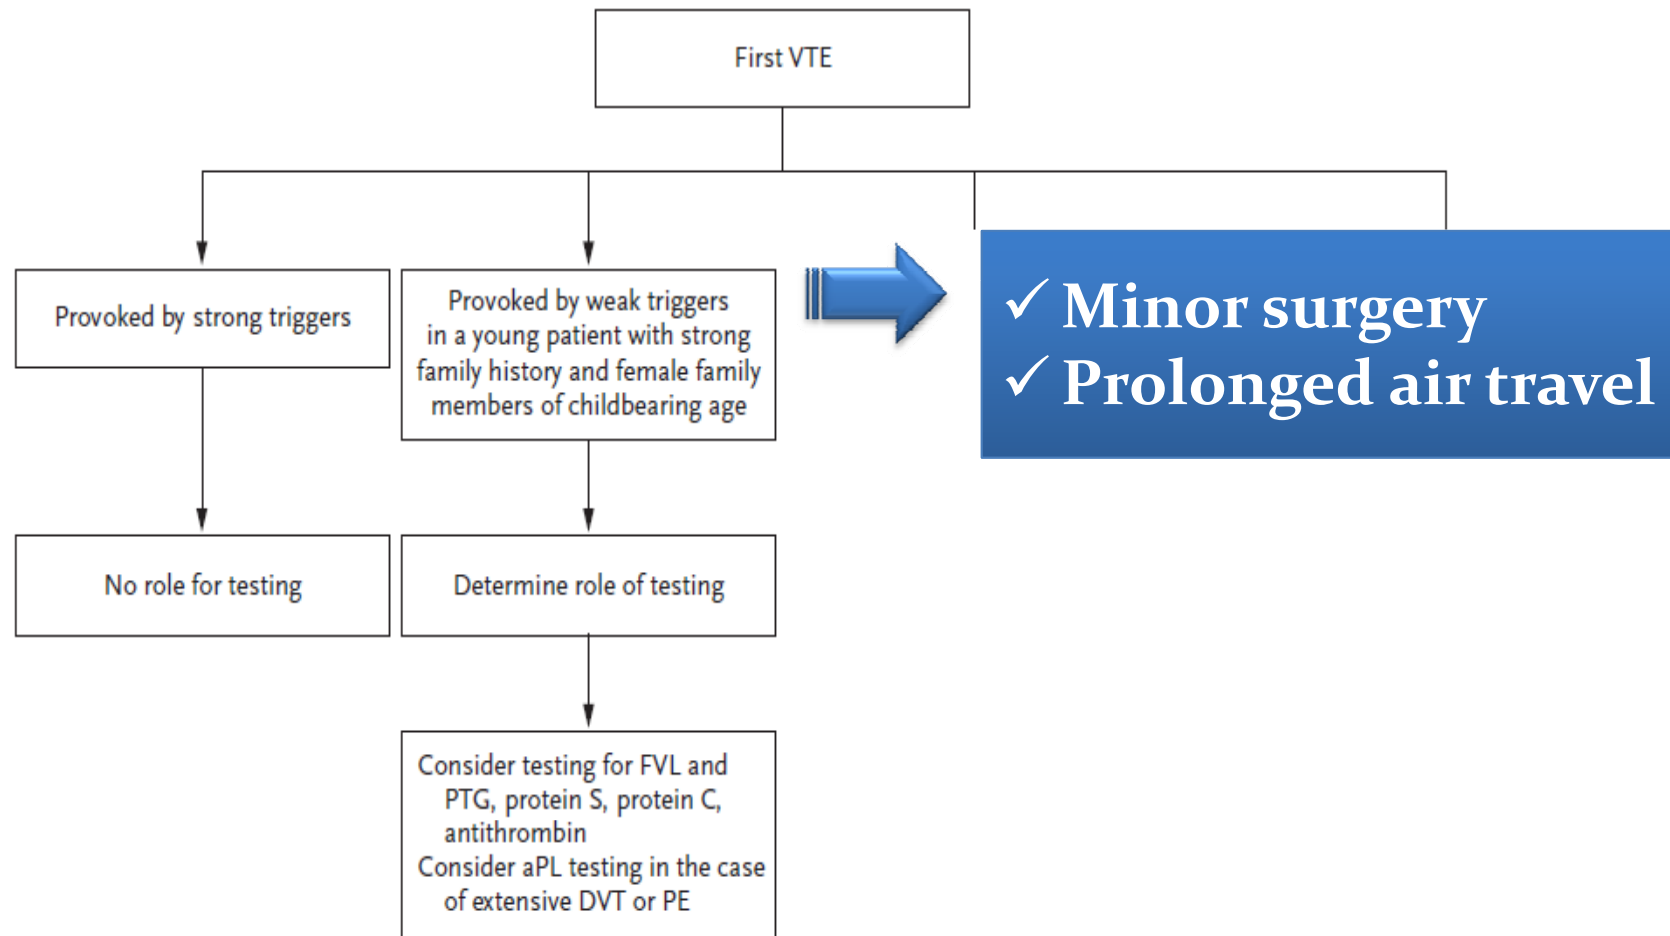 First VTE
Provoked by strong triggers
Provoked by weak triggers
in a young patient with strong
family history and female family
members of childbearing age
✓ Minor surgery
✓ Prolonged air travel
No role for testing
Determine role of testing
Consider testing for FVL and
PTG, protein S, protein C,
antithrombin
Consider aPL testing in the case
of extensive DVT or PE